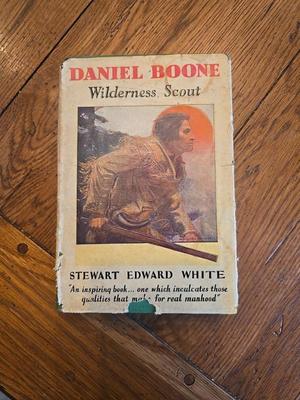 DANIEL BOONE
Wilderness Scout
STEWART EDWARD WHITE
"An inspiring book... one which inculcates those
qualities that make for real manhood"